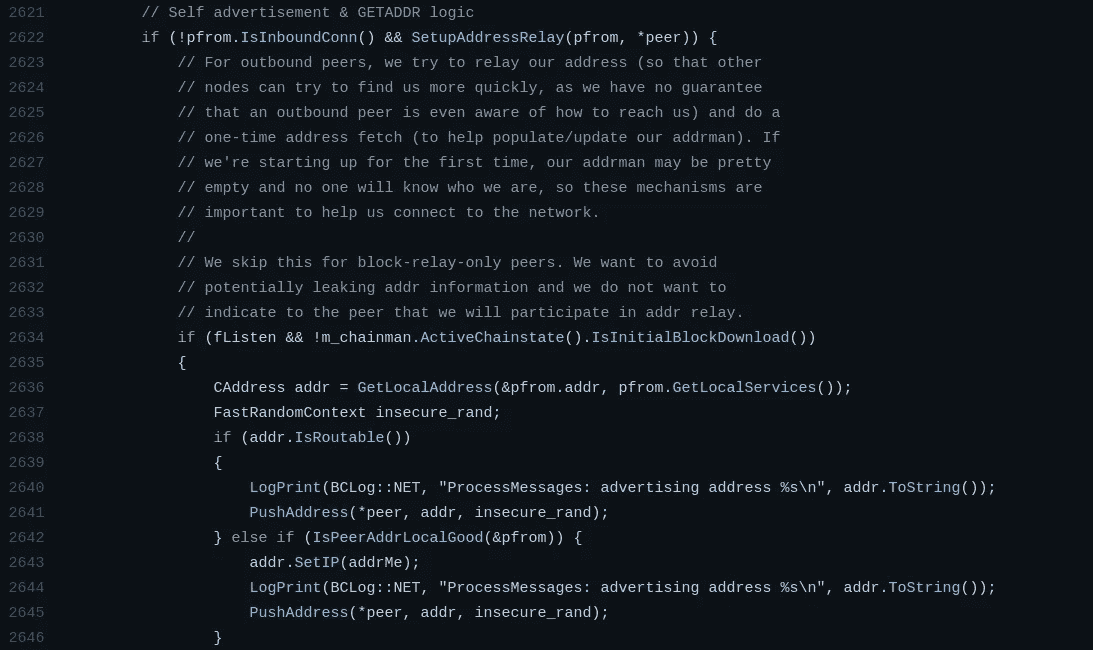 2621 // Self advertisement & GETADDR logic
2622 if (!pfrom.IsInboundConn() && SetupAddressRelay(pfrom, *peer)) {
2623 // For outbound peers, we try to relay our address (so that other
2624 // nodes can try to find us more quickly, as we have no guarantee
2625 // that an outbound peer is even aware of how to reach us) and do a
2626 // one-time address fetch (to help populate/update our addrman). If
2627 // we're starting up for the first time, our addrman may be pretty
2628 // empty and no one will know who we are, so these mechanisms are
2629 // important to help us connect to the network.
2630 //
2631 // We skip this for block-relay-only peers. We want to avoid
2632 // potentially leaking addr information and we do not want to
2633 // indicate to the peer that we will participate in addr relay.
2634 if (fListen && !m_chainman.ActiveChainstate().IsInitialBlockDownload())
2635 {
2636 CAddress addr = GetLocalAddress(&pfrom.addr, pfrom.GetLocalServices());
2637 FastRandomContext insecure_rand;
2638 if (addr.IsRoutable())
2639 {
2640 LogPrint(BCLog::NET, "ProcessMessages: advertising address %s\n", addr.ToString());
2641 PushAddress(*peer, addr, insecure_rand);
2642 } else if (IsPeerAddrLocalGood(&pfrom)) {
2643 addr.SetIP(addrMe);
2644 LogPrint(BCLog::NET, "ProcessMessages: advertising address %s\n", addr.ToString());
2645 PushAddress(*peer, addr, insecure_rand);
2646 }